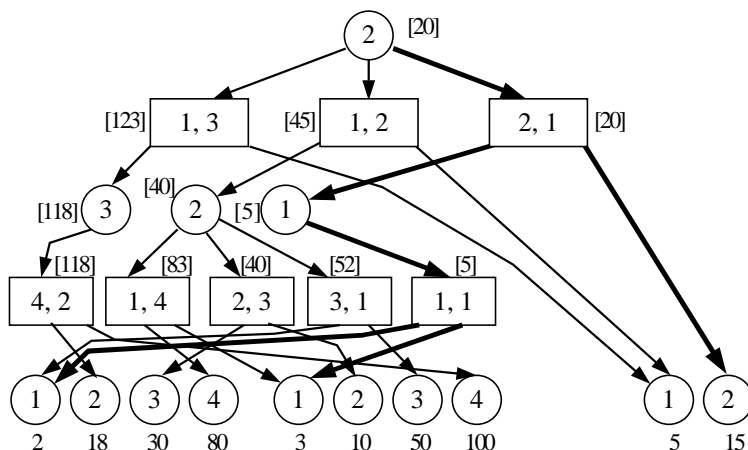 2 [20]
[123] 1, 3 [45] 1, 2 2, 1 [20]
[118] 3 [40] 2 [5] 1
[118] [83] [40] [52] [5]
4, 2 1, 4 2, 3 3, 1 1, 1
1 2 3 4 1 2 3 4 1 2
2 18 30 80 3 10 50 100 5 15